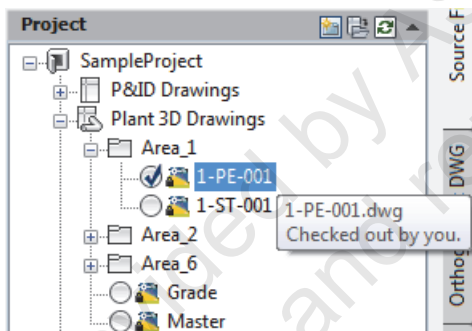 Project
SampleProject
P&ID Drawings
Plant 3D Drawings
Area_1
1-PE-001
1-ST-001
1-PE-001.dwg
Checked out by you.
Area_2
Area_6
Grade
Master
Source F
DWG
Orthog